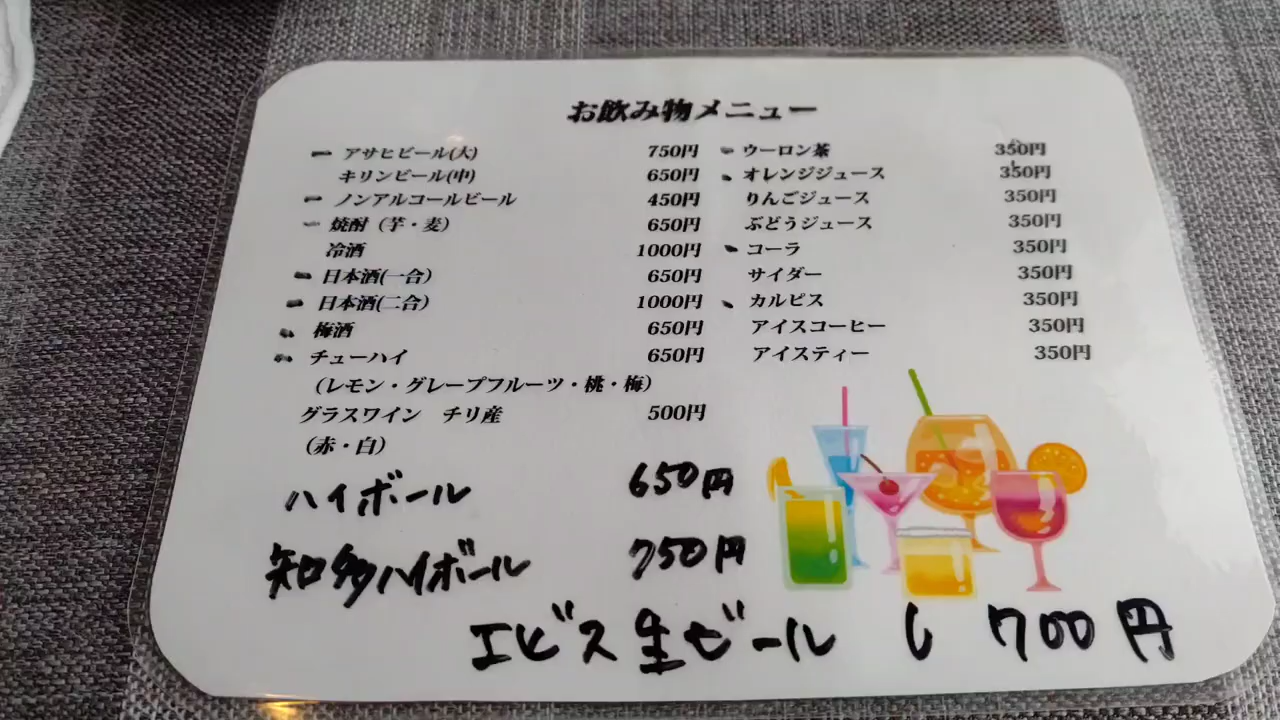 お飲み物メニュー
アサヒビール(大) 750円
キリンビール(中) 650円
ノンアルコールビール 450円
焼酎（芋・麦） 650円
冷酒 1000円
日本酒(一合) 650円
日本酒(二合) 1000円
梅酒 650円
チューハイ 650円
（レモン・グレープフルーツ・桃・梅）
グラスワイン チリ産 500円
（赤・白）
ハイボール 650円
知多ハイボール 750円
ウーロン茶 350円
オレンジジュース 350円
りんごジュース 350円
ぶどうジュース 350円
コーラ 350円
サイダー 350円
カルピス 350円
アイスコーヒー 350円
アイスティー 350円
エビス生ビール 700円